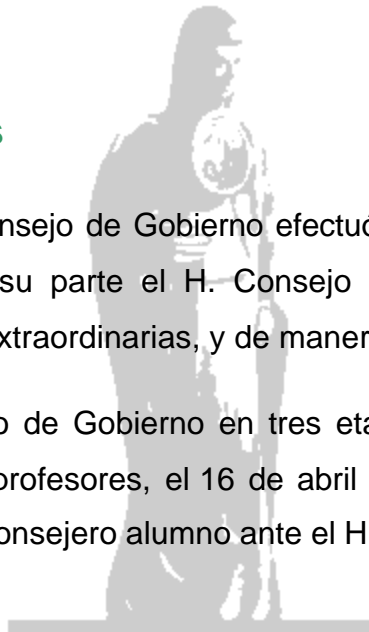 s
nsejo de Gobierno efectuó
su parte el H. Consejo
extraordinarias, y de maner
o de Gobierno en tres eta
profesores, el 16 de abril
onsejero alumno ante el H